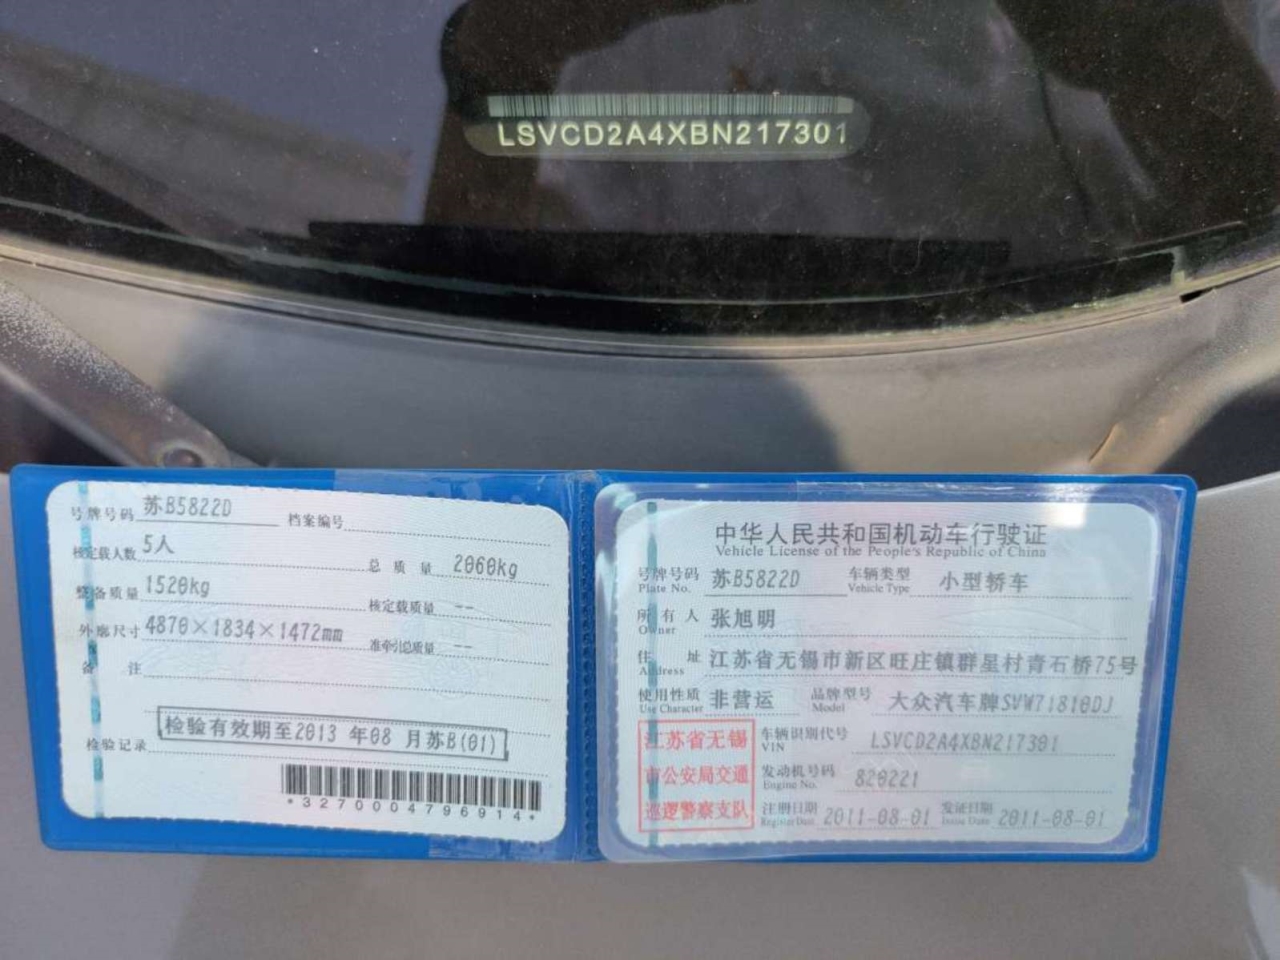 LSVCD2A4XBN217301
号牌号码 苏B5822D 档案编号
核定载人数 5人 总质量 2060kg
整备质量 1520kg 核定载质量 --
外廓尺寸 4870×1834×1472mm 准牵引总质量 --
备注
检验记录 检验有效期至2013年08月苏B(01)
*3270004796914*
中华人民共和国机动车行驶证
Vehicle License of the People's Republic of China
号牌号码 苏B5822D 车辆类型 小型轿车
Plate No. Vehicle Type
所有人 张旭明
Owner
住址 江苏省无锡市新区旺庄镇群星村青石桥75号
Address
使用性质 非营运 品牌型号 大众汽车牌SVW71810DJ
Use Character Model
江苏省无锡
市公安局交通
巡逻警察支队
车辆识别代号 LSVCD2A4XBN217301
VIN
发动机号码 820221
Engine No.
注册日期 2011-08-01 发证日期 2011-08-01
Register Date Issue Date